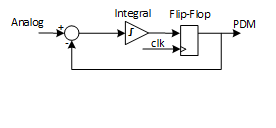 Integral Flip-Flop
Analog PDM
+
-
∫
clk